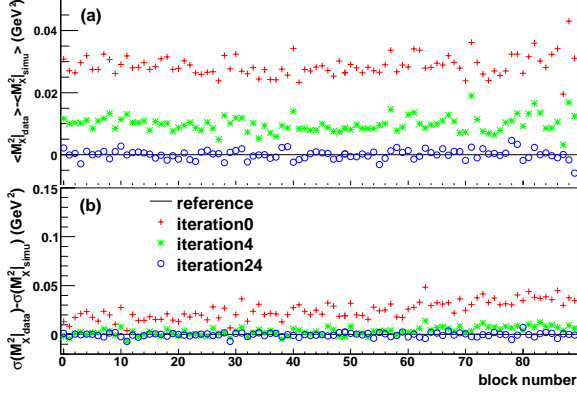 (a)
<M²ₓ|data>-<M²ₓ|simu> (GeV²)
0.04
0.02
0
(b)
reference
iteration0
iteration4
iteration24
σ(M²ₓ|data)-σ(M²ₓ|simu) (GeV²)
0.15
0.1
0.05
0
0 10 20 30 40 50 60 70 80
block number